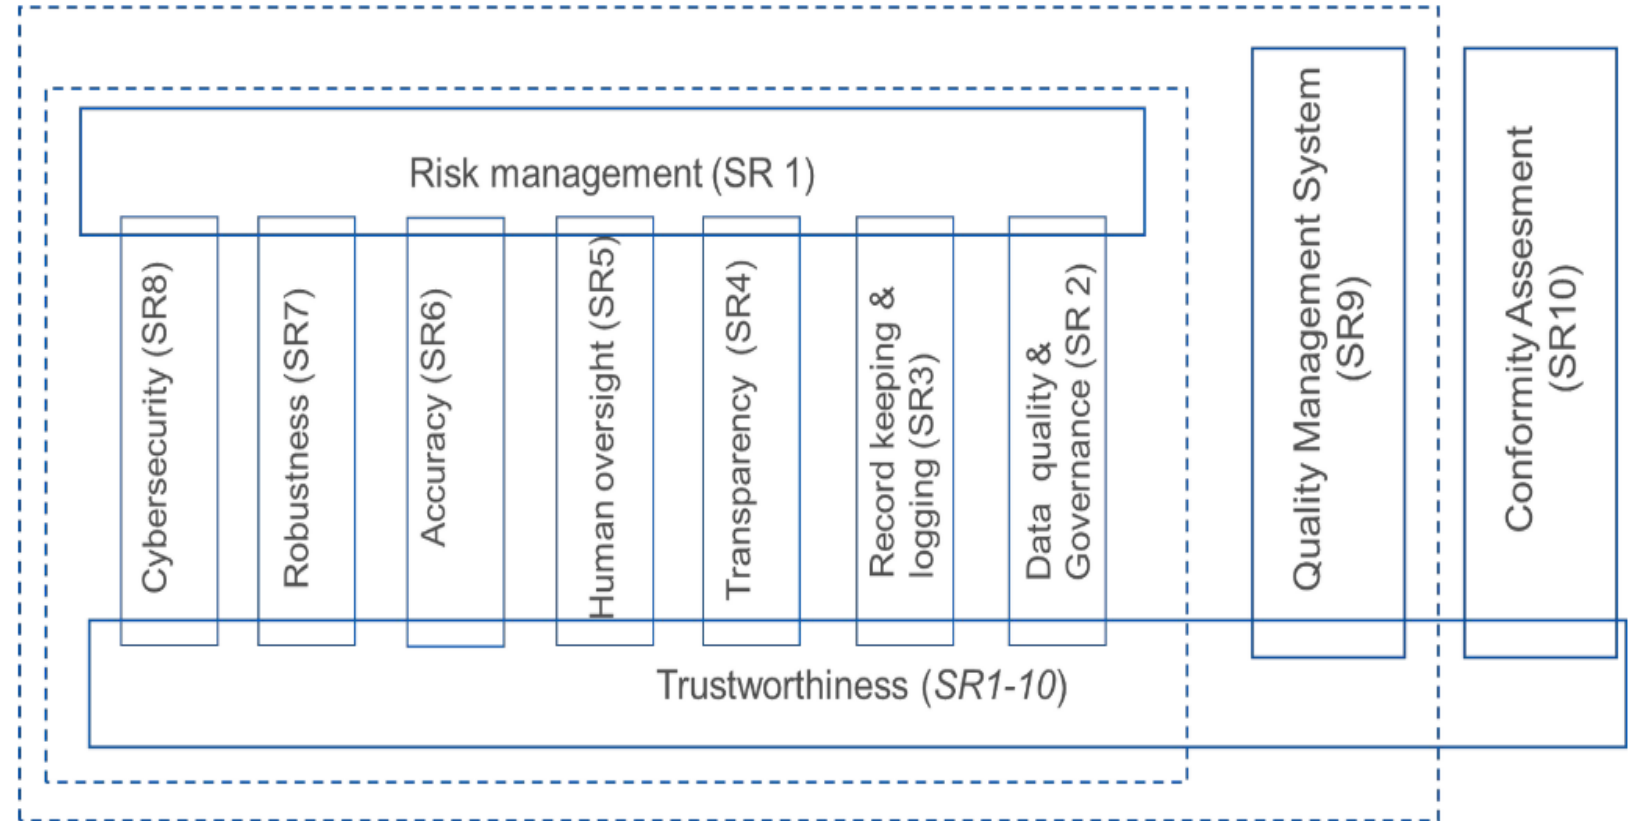 Risk management (SR 1)
Cybersecurity (SR8)
Robustness (SR7)
Accuracy (SR6)
Human oversight (SR5)
Transparency (SR4)
Record keeping &
logging (SR3)
Data quality &
Governance (SR 2)
Quality Management System
(SR9)
Conformity Assesment
(SR10)
Trustworthiness (SR1-10)